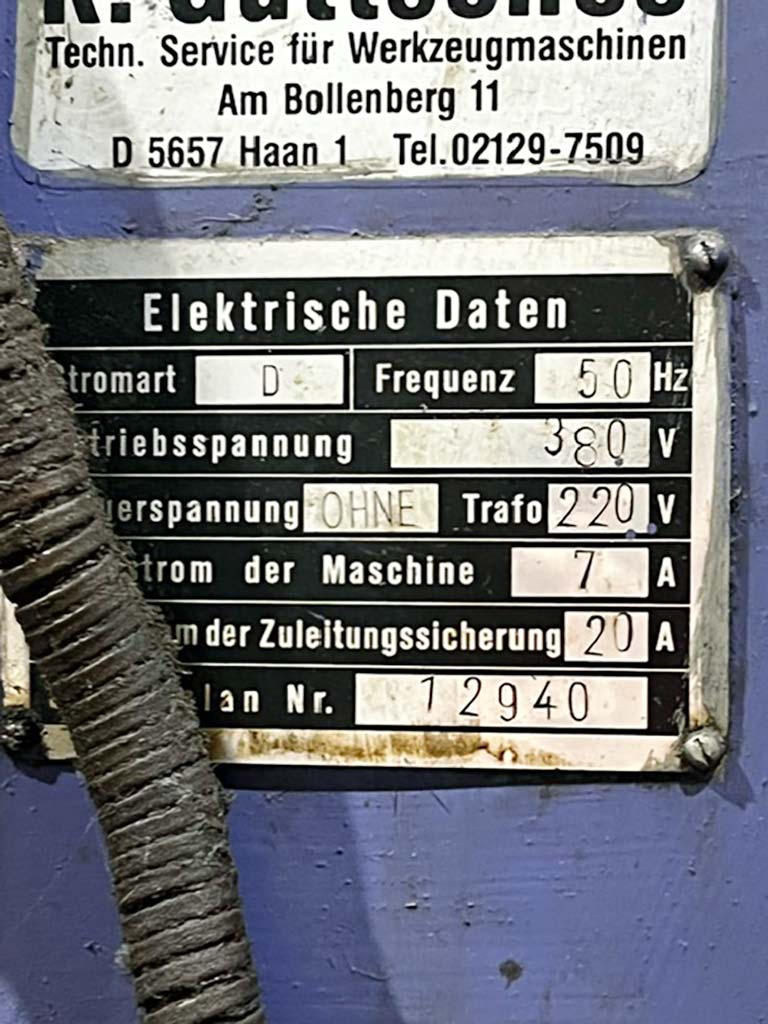 Techn. Service für Werkzeugmaschinen
Am Bollenberg 11
D 5657 Haan 1 Tel.02129-7509
Elektrische Daten
tromart D Frequenz 50 Hz
triebsspannung 380 V
uerspannung OHNE Trafo 220 V
trom der Maschine 7 A
m der Zuleitungssicherung 20 A
lan Nr. 12940